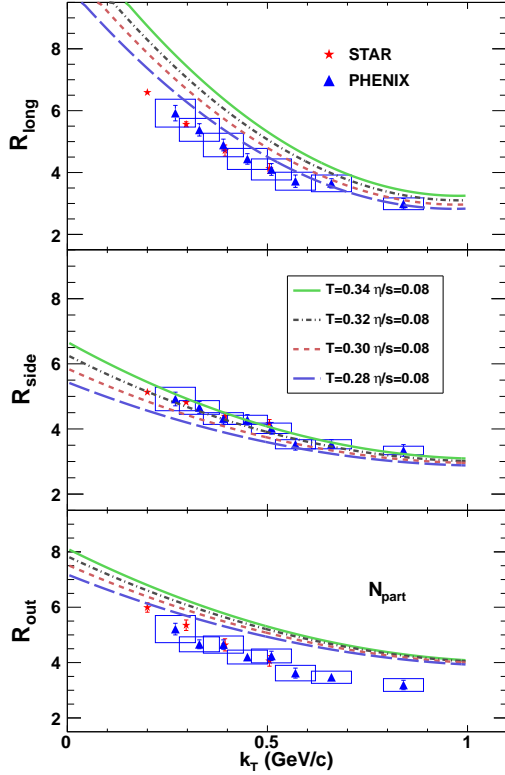 8
6
4
2
R_long
STAR
PHENIX
8
6
4
2
R_side
T=0.34 η/s=0.08
T=0.32 η/s=0.08
T=0.30 η/s=0.08
T=0.28 η/s=0.08
8
6
4
2
R_out
N_part
0 0.5 1
k_T (GeV/c)